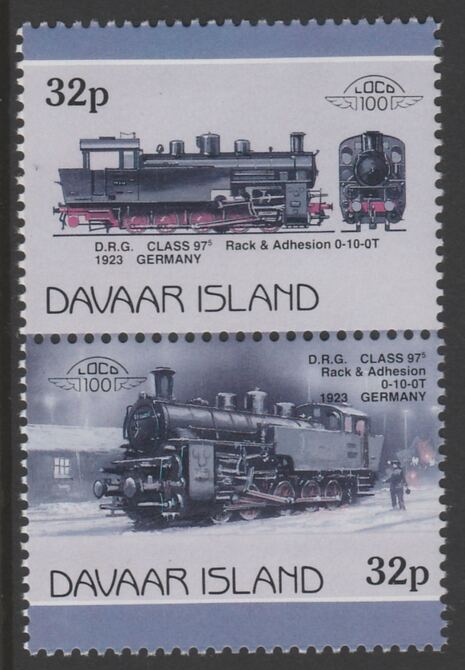 32p
LOCO
100
D.R.G. CLASS 97⁵ Rack & Adhesion 0-10-0T
1923 GERMANY
DAVAAR ISLAND
LOCO
100
D.R.G. CLASS 97⁵
Rack & Adhesion
0-10-0T
1923 GERMANY
DAVAAR ISLAND 32p